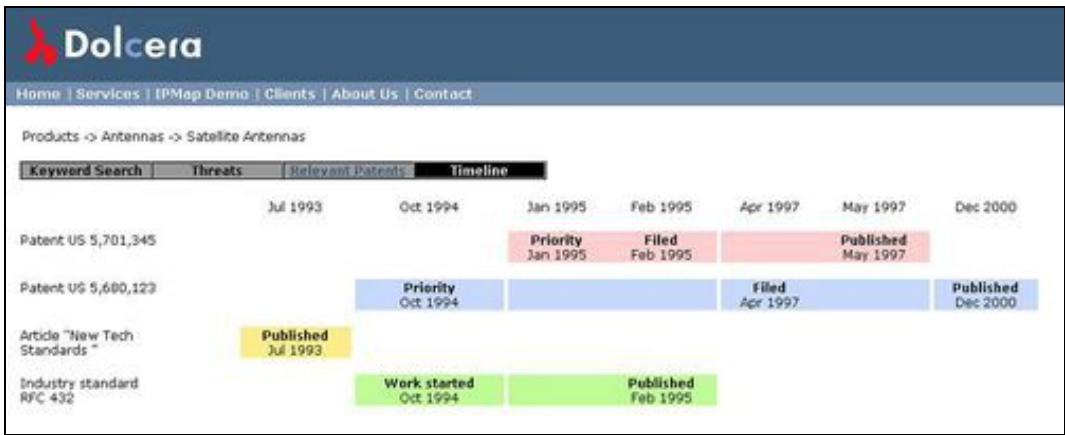 Dolcera
Home | Services | IPMap Demo | Clients | About Us | Contact
Products -> Antennas -> Satellite Antennas
Keyword Search Threats Relevant Patents Timeline
Jul 1993 Oct 1994 Jan 1995 Feb 1995 Apr 1997 May 1997 Dec 2000
Patent US 5,701,345 Priority Filed Published
Jan 1995 Feb 1995 May 1997
Patent US 5,680,123 Priority Filed Published
Oct 1994 Apr 1997 Dec 2000
Article "New Tech Published
Standards " Jul 1993
Industry standard Work started Published
RFC 432 Oct 1994 Feb 1995